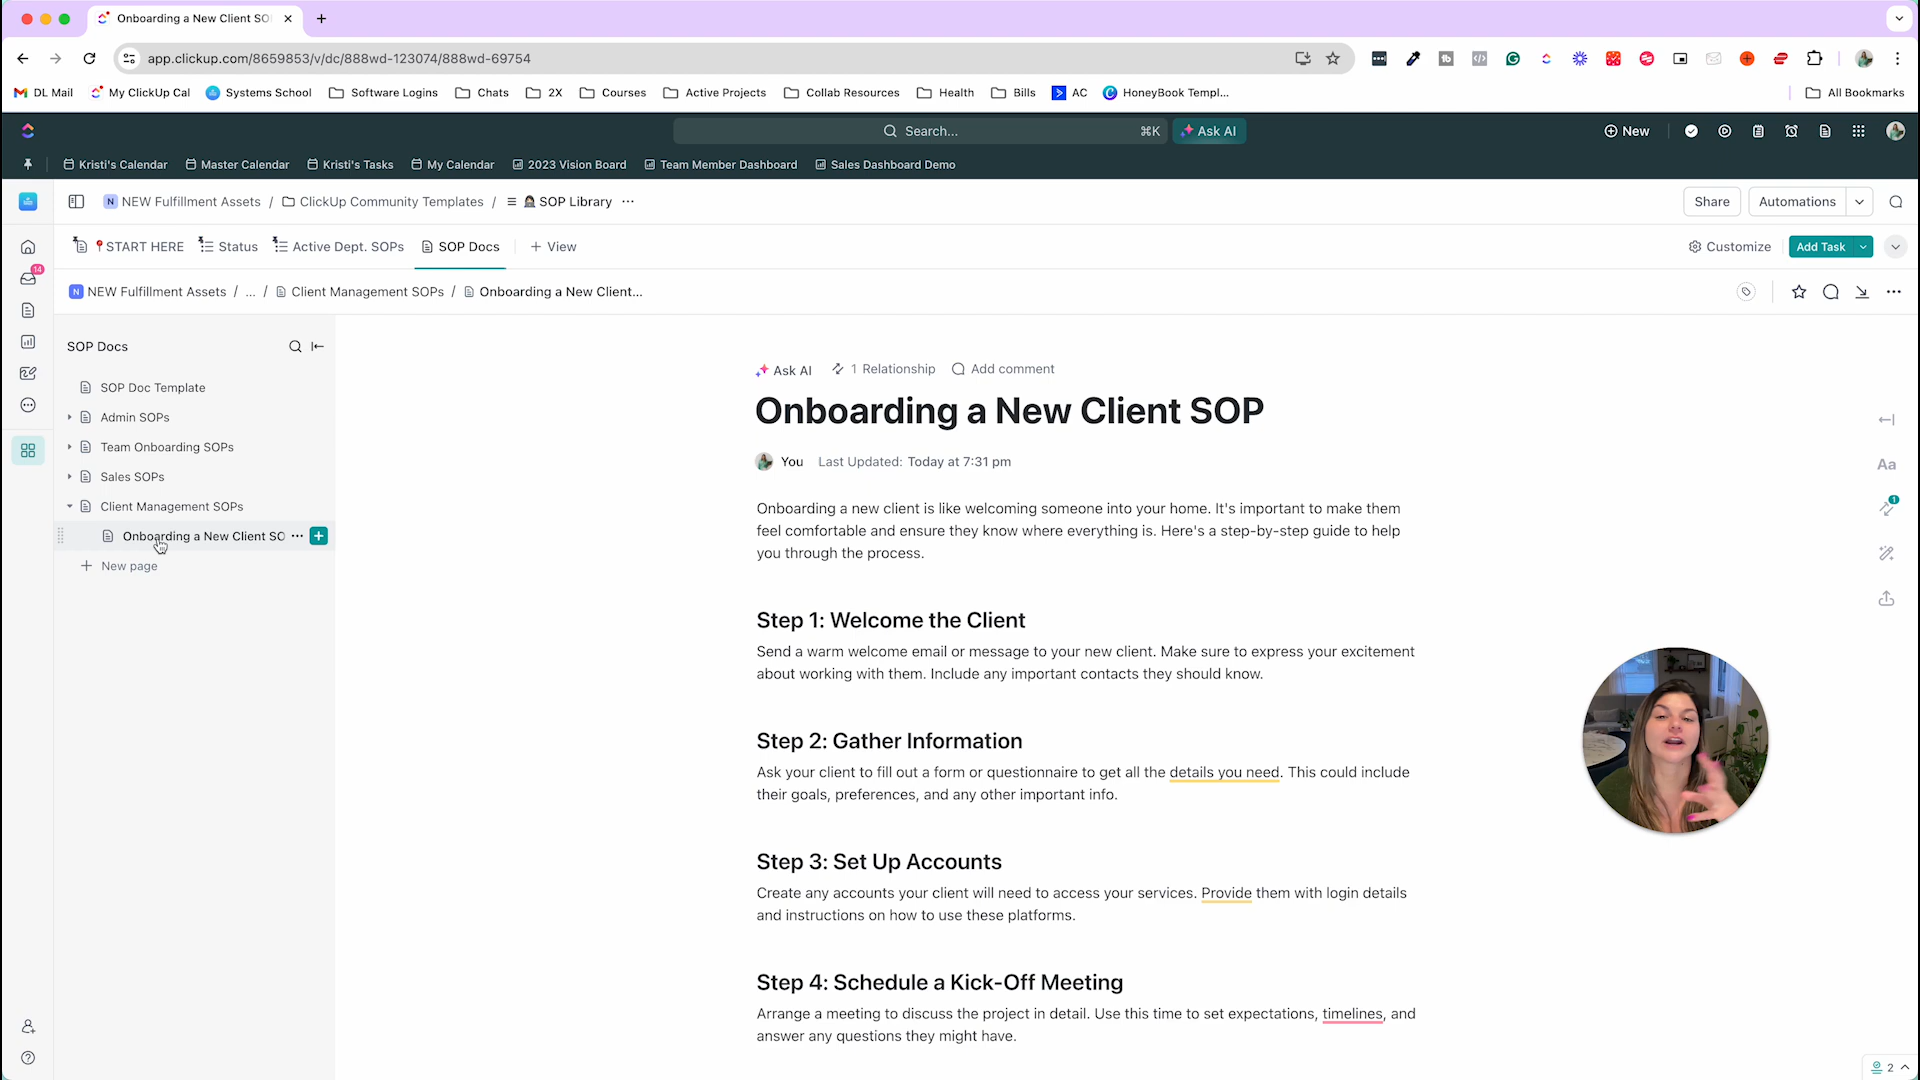 Onboarding a New Client SO
app.clickup.com/8659853/v/dc/888wd-123074/888wd-69754
DL Mail
My ClickUp Cal
Systems School
Software Logins
Chats
2X
Courses
Active Projects
Collab Resources
Health
Bills
AC
HoneyBook Templ...
All Bookmarks
Search...
⌘K
Ask AI
New
Kristi's Calendar
Master Calendar
Kristi's Tasks
My Calendar
2023 Vision Board
Team Member Dashboard
Sales Dashboard Demo
N NEW Fulfillment Assets / ClickUp Community Templates / SOP Library ...
Share
Automations
START HERE
Status
Active Dept. SOPs
SOP Docs
+ View
Customize
Add Task
14
N NEW Fulfillment Assets / ... / Client Management SOPs / Onboarding a New Client...
SOP Docs
SOP Doc Template
Admin SOPs
Team Onboarding SOPs
Sales SOPs
Client Management SOPs
Onboarding a New Client SO
New page
Ask AI
1 Relationship
Add comment
Onboarding a New Client SOP
You
Last Updated: Today at 7:31 pm
Aa
1
Onboarding a new client is like welcoming someone into your home. It's important to make them
feel comfortable and ensure they know where everything is. Here's a step-by-step guide to help
you through the process.
Step 1: Welcome the Client
Send a warm welcome email or message to your new client. Make sure to express your excitement
about working with them. Include any important contacts they should know.
Step 2: Gather Information
Ask your client to fill out a form or questionnaire to get all the details you need. This could include
their goals, preferences, and any other important info.
Step 3: Set Up Accounts
Create any accounts your client will need to access your services. Provide them with login details
and instructions on how to use these platforms.
Step 4: Schedule a Kick-Off Meeting
Arrange a meeting to discuss the project in detail. Use this time to set expectations, timelines, and
answer any questions they might have.
2